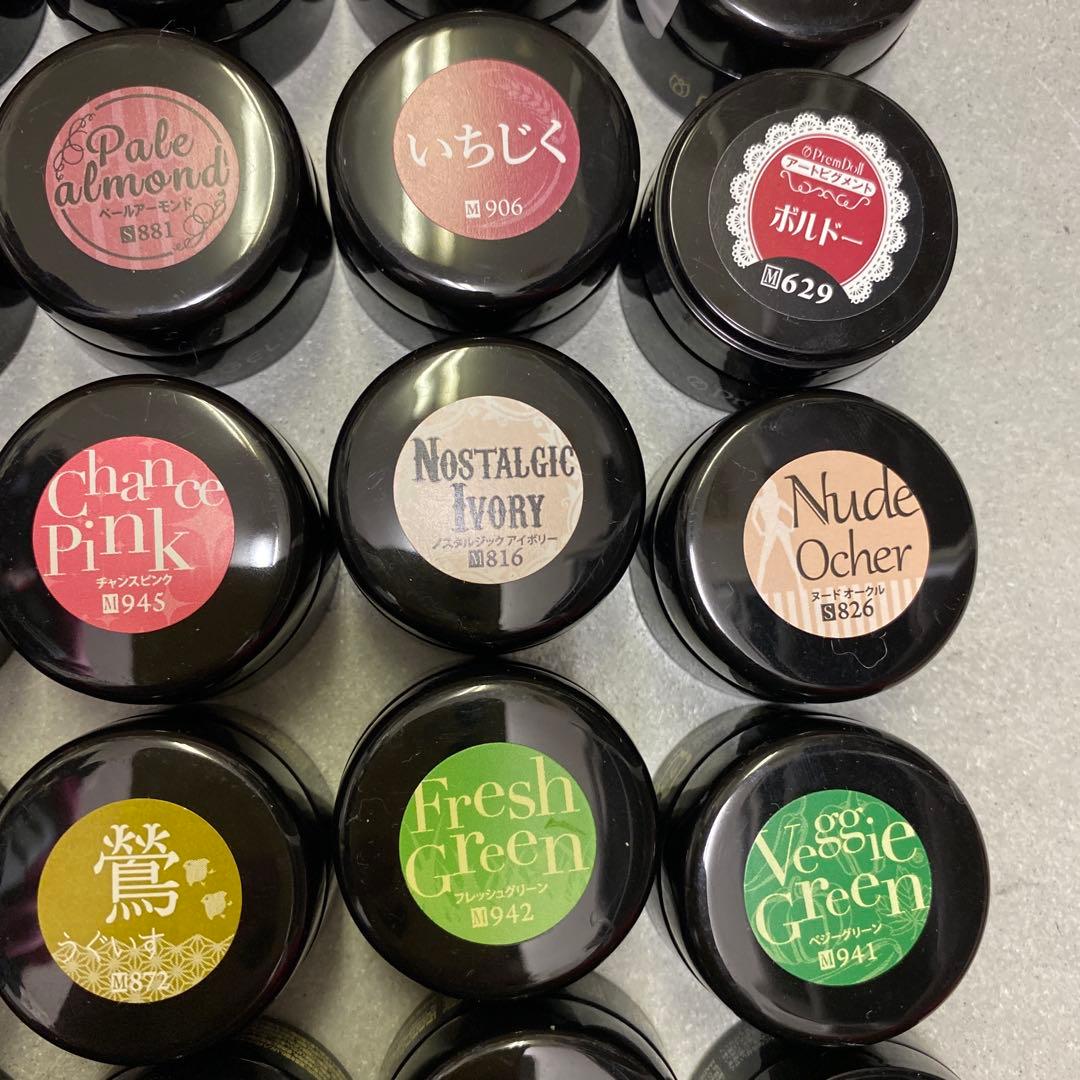 Pale
almond
ペールアーモンド
S881
いちじく
M906
PremDoll
アートピグメント
ボルドー
M629
Chance
Pink
チャンスピンク
M945
NOSTALGIC
IVORY
ノスタルジック アイボリー
M816
Nude
Ocher
ヌード オークル
S826
鶯
うぐいす
M872
Fresh
Green
フレッシュグリーン
M942
Veggie
Green
ベジーグリーン
M941